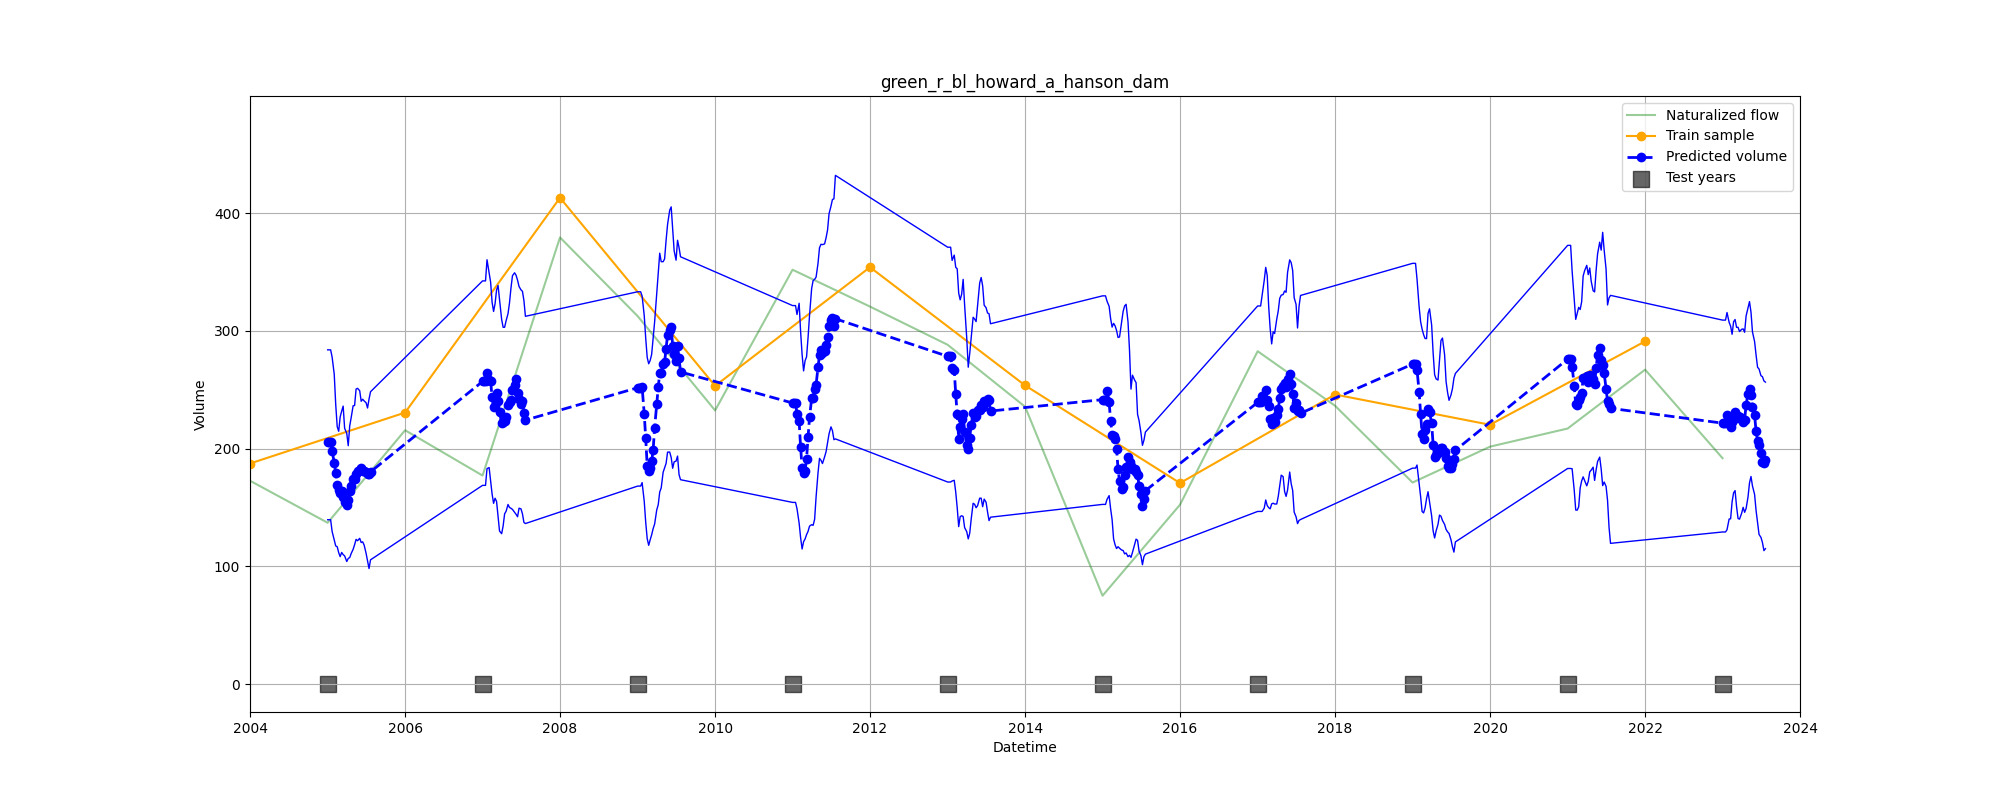 green_r_bl_howard_a_hanson_dam
Naturalized flow
Train sample
Predicted volume
Test years
Volume
400
300
200
100
0
2004 2006 2008 2010 2012 2014 2016 2018 2020 2022 2024
Datetime